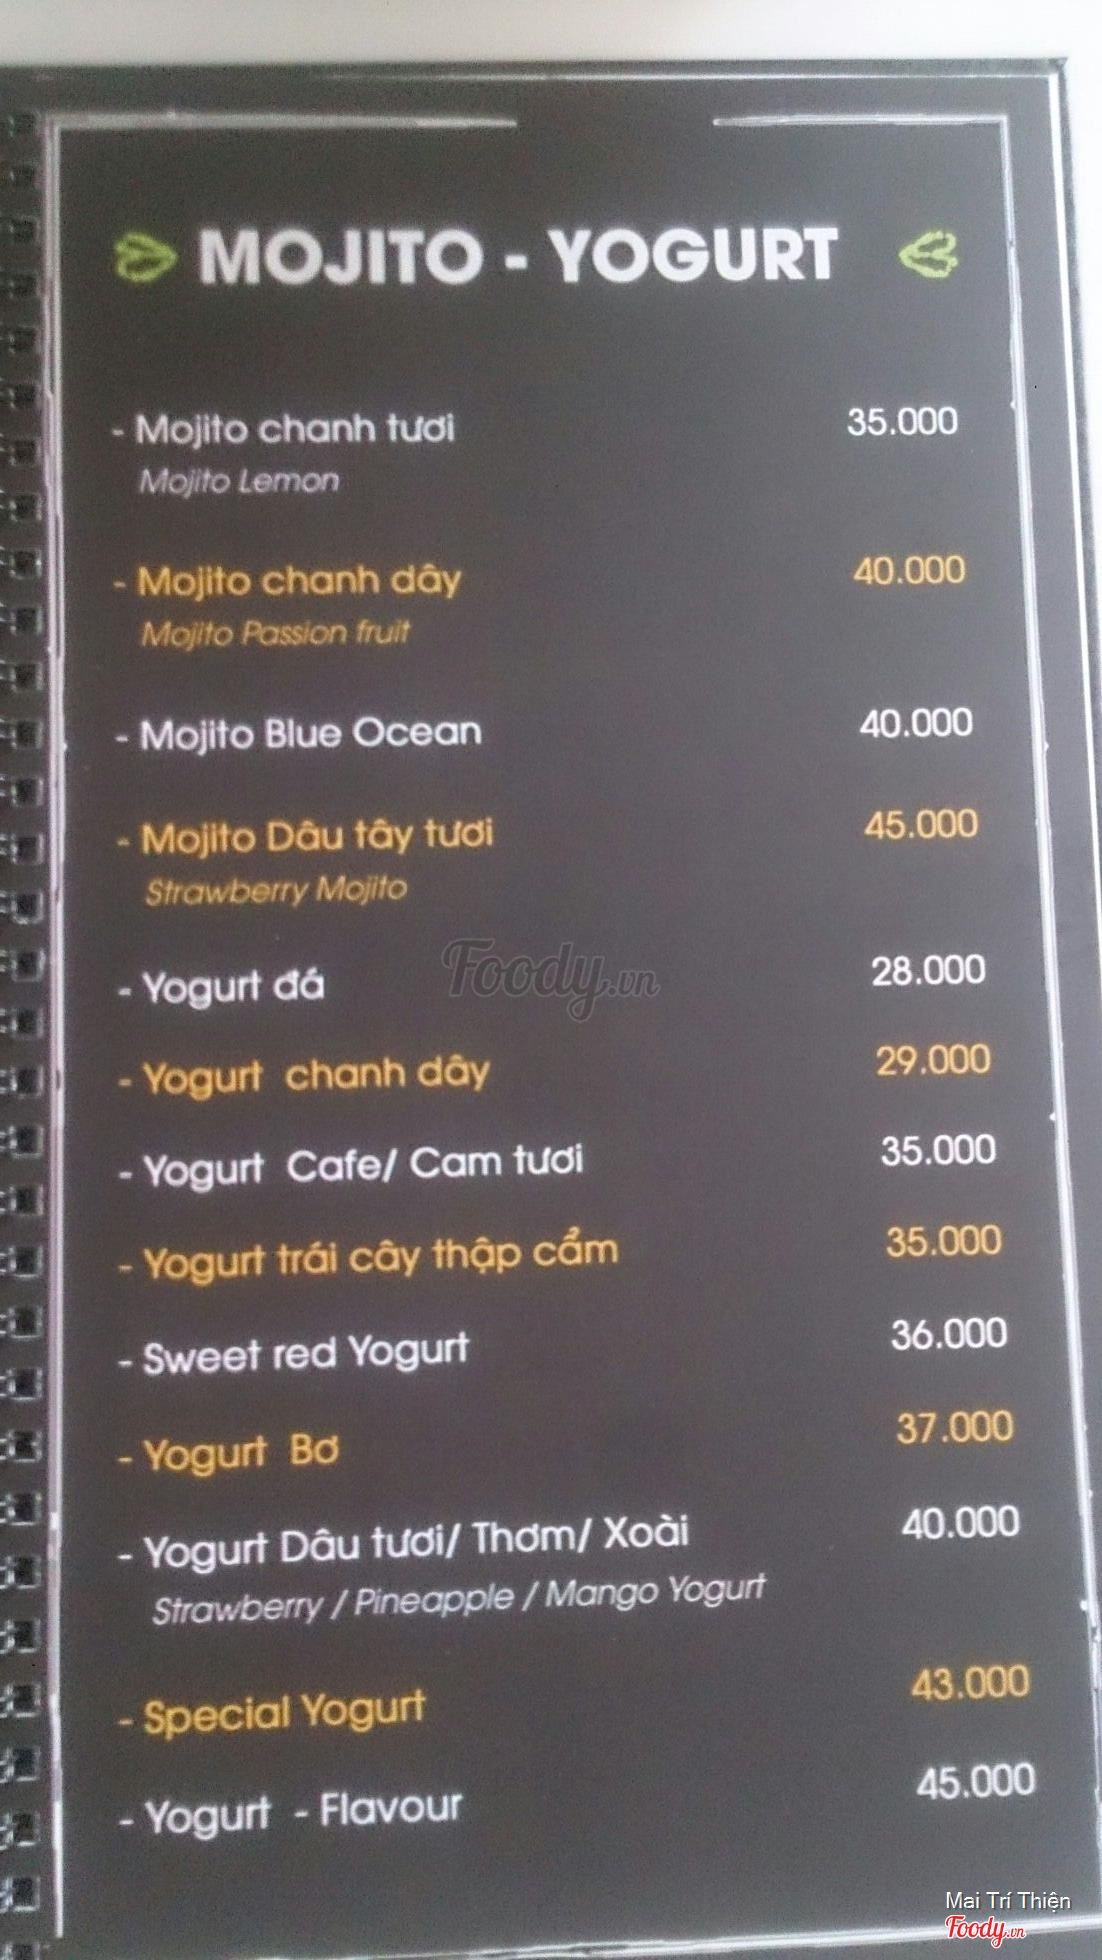 MOJITO - YOGURT
- Mojito chanh tươi 35.000
Mojito Lemon
- Mojito chanh dây 40.000
Mojito Passion fruit
- Mojito Blue Ocean 40.000
- Mojito Dâu tây tươi 45.000
Strawberry Mojito
Foody.vn
- Yogurt đá 28.000
- Yogurt chanh dây 29.000
- Yogurt Cafe/ Cam tươi 35.000
- Yogurt trái cây thập cẩm 35.000
- Sweet red Yogurt 36.000
- Yogurt Bơ 37.000
- Yogurt Dâu tươi/ Thơm/ Xoài 40.000
Strawberry / Pineapple / Mango Yogurt
- Special Yogurt 43.000
- Yogurt - Flavour 45.000
Mai Trí Thiện
Foody.vn